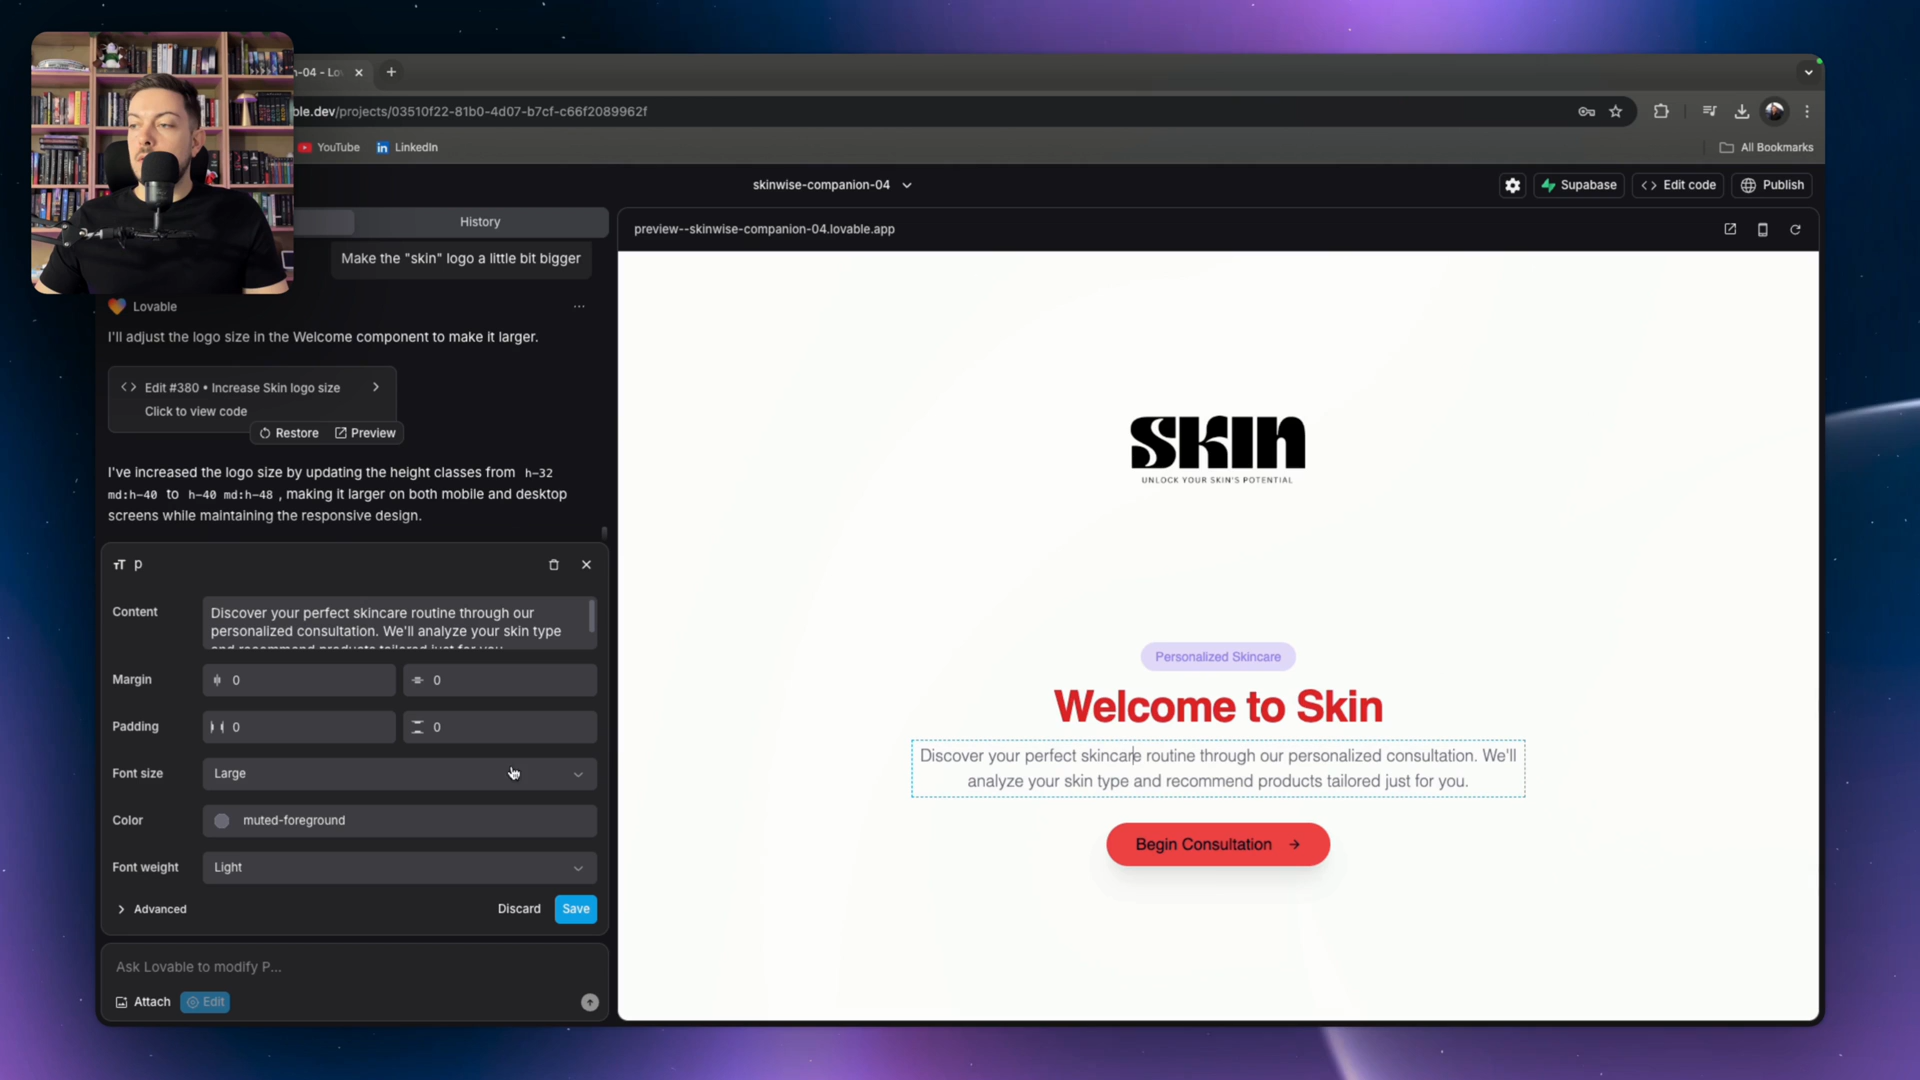 n-04 - Lo
ble.dev/projects/03510f22-81b0-4d07-b7cf-c66f2089962f
YouTube
LinkedIn
All Bookmarks
skinwise-companion-04
Supabase
Edit code
Publish
History
preview--skinwise-companion-04.lovable.app
Make the "skin" logo a little bit bigger
Lovable
I'll adjust the logo size in the Welcome component to make it larger.
Edit #380 • Increase Skin logo size
Click to view code
Restore
Preview
I've increased the logo size by updating the height classes from h-32
md:h-40 to h-40 md:h-48 , making it larger on both mobile and desktop
screens while maintaining the responsive design.
p
Content
Discover your perfect skincare routine through our
personalized consultation. We'll analyze your skin type
and recommend products tailored just for you.
Margin
0
0
Padding
0
0
Font size
Large
Color
muted-foreground
Font weight
Light
Advanced
Discard
Save
Ask Lovable to modify P...
Attach
Edit
SKIN
UNLOCK YOUR SKIN'S POTENTIAL
Personalized Skincare
Welcome to Skin
Discover your perfect skincare routine through our personalized consultation. We'll
analyze your skin type and recommend products tailored just for you.
Begin Consultation →